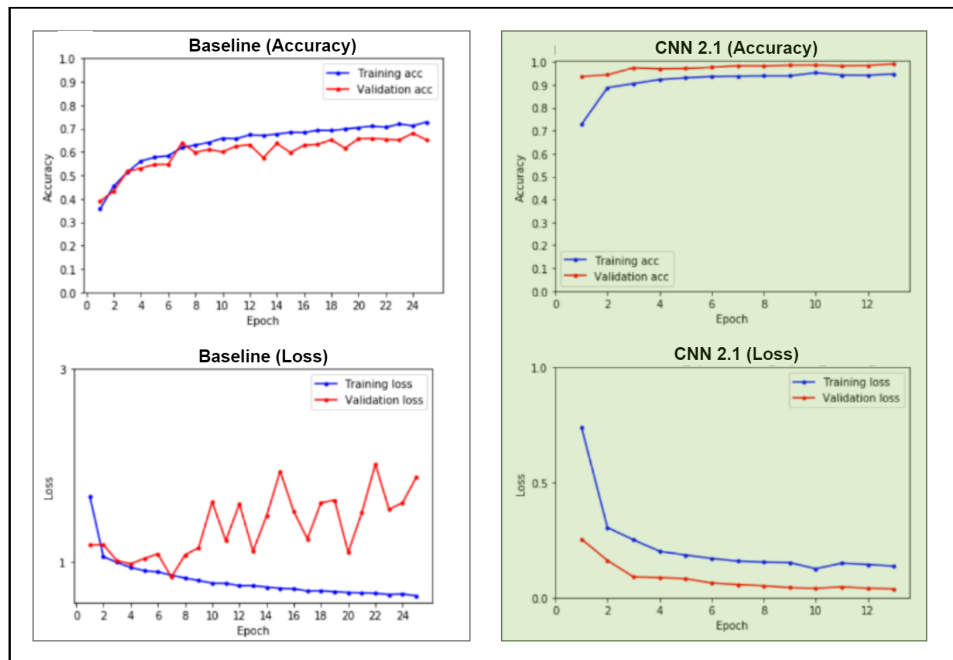 Baseline (Accuracy)
1.0
0.9
0.8
0.7
0.6
0.5
0.4
0.3
0.2
0.1
0.0
Accuracy
Training acc
Validation acc
0 2 4 6 8 10 12 14 16 18 20 22 24
Epoch
CNN 2.1 (Accuracy)
1.0
0.9
0.8
0.7
0.6
0.5
0.4
0.3
0.2
0.1
0.0
Accuracy
Training acc
Validation acc
0 2 4 6 8 10 12
Epoch
Baseline (Loss)
3
1
Loss
Training loss
Validation loss
0 2 4 6 8 10 12 14 16 18 20 22 24
Epoch
CNN 2.1 (Loss)
1.0
0.5
0.0
Loss
Training loss
Validation loss
0 2 4 6 8 10 12
Epoch